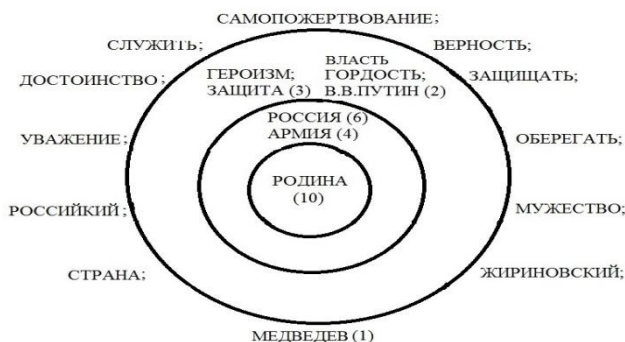 САМОПОЖЕРТВОВАНИЕ;
СЛУЖИТЬ;
ВЕРНОСТЬ;
ДОСТОИНСТВО;
ГЕРОИЗМ;
ЗАЩИТА (3)
ВЛАСТЬ
ГОРДОСТЬ;
В.В.ПУТИН (2)
ЗАЩИЩАТЬ;
РОССИЯ (6)
АРМИЯ (4)
УВАЖЕНИЕ;
ОБЕРЕГАТЬ;
РОДИНА
(10)
РОССИЙКИЙ;
МУЖЕСТВО;
СТРАНА;
ЖИРИНОВСКИЙ;
МЕДВЕДЕВ (1)